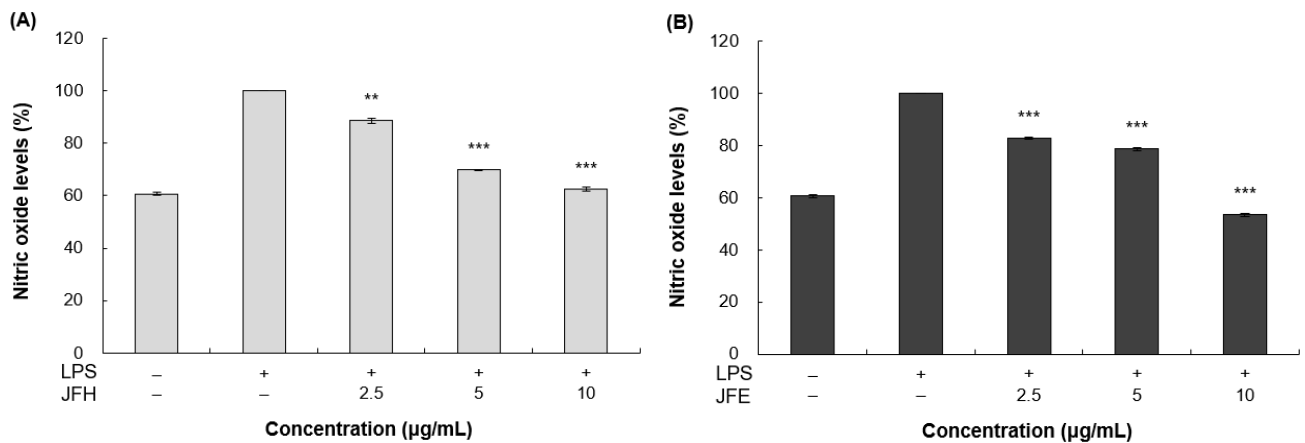 (A)
Nitric oxide levels (%)
120
100
80
60
40
20
0
**
***
***
LPS – + + + +
JFH – – 2.5 5 10
Concentration (µg/mL)
(B)
Nitric oxide levels (%)
120
100
80
60
40
20
0
***
***
***
LPS – + + + +
JFE – – 2.5 5 10
Concentration (µg/mL)